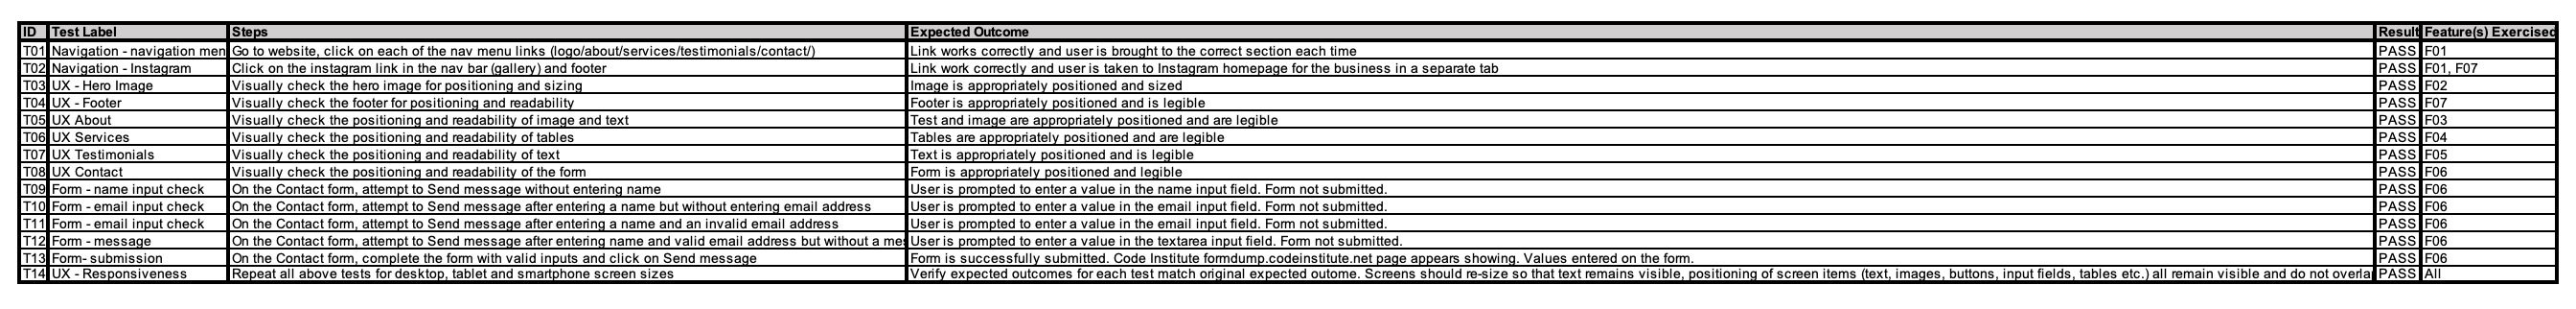 ID Test Label Steps Expected Outcome Result Feature(s) Exercised
T01 Navigation - navigation men Go to website, click on each of the nav menu links (logo/about/services/testimonials/contact/) Link works correctly and user is brought to the correct section each time PASS F01
T02 Navigation - Instagram Click on the instagram link in the nav bar (gallery) and footer Link work correctly and user is taken to Instagram homepage for the business in a separate tab PASS F01, F07
T03 UX - Hero Image Visually check the hero image for positioning and sizing Image is appropriately positioned and sized PASS F02
T04 UX - Footer Visually check the footer for positioning and readability Footer is appropriately positioned and is legible PASS F07
T05 UX About Visually check the positioning and readability of image and text Test and image are appropriately positioned and are legible PASS F03
T06 UX Services Visually check the positioning and readability of tables Tables are appropriately positioned and are legible PASS F04
T07 UX Testimonials Visually check the positioning and readability of text Text is appropriately positioned and is legible PASS F05
T08 UX Contact Visually check the positioning and readability of the form Form is appropriately positioned and legible PASS F06
T09 Form - name input check On the Contact form, attempt to Send message without entering name User is prompted to enter a value in the name input field. Form not submitted. PASS F06
T10 Form - email input check On the Contact form, attempt to Send message after entering a name but without entering email address User is prompted to enter a value in the email input field. Form not submitted. PASS F06
T11 Form - email input check On the Contact form, attempt to Send message after entering a name and an invalid email address User is prompted to enter a value in the email input field. Form not submitted. PASS F06
T12 Form - message On the Contact form, attempt to Send message after entering name and valid email address but without a mes User is prompted to enter a value in the textarea input field. Form not submitted. PASS F06
T13 Form- submission On the Contact form, complete the form with valid inputs and click on Send message Form is successfully submitted. Code Institute formdump.codeinstitute.net page appears showing. Values entered on the form. PASS F06
T14 UX - Responsiveness Repeat all above tests for desktop, tablet and smartphone screen sizes Verify expected outcomes for each test match original expected outome. Screens should re-size so that text remains visible, positioning of screen items (text, images, buttons, input fields, tables etc.) all remain visible and do not overlap PASS All